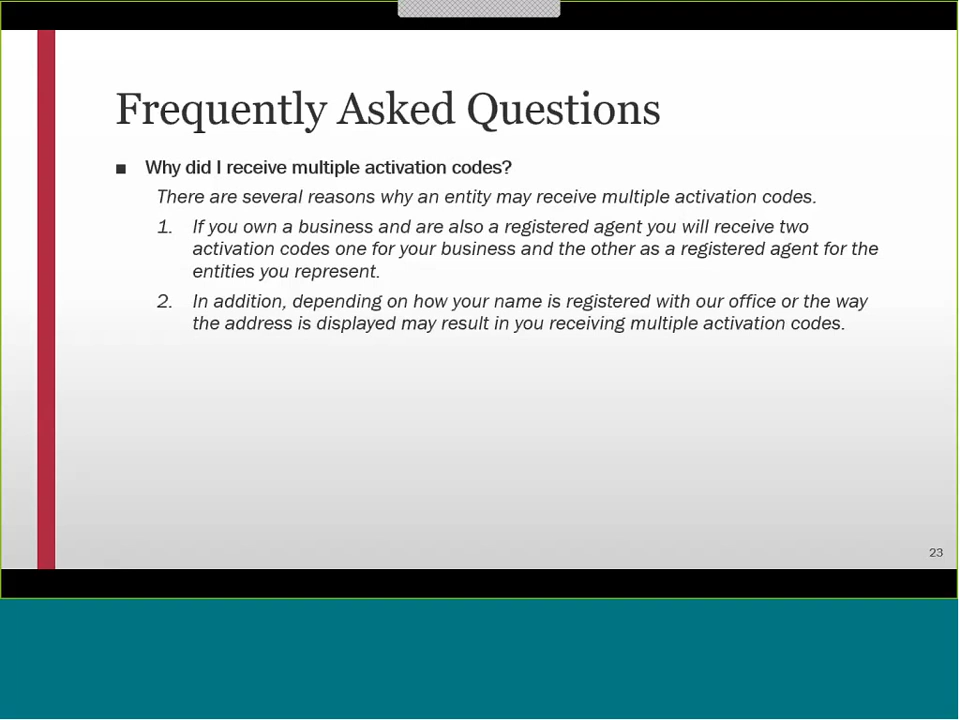 Frequently Asked Questions
■ Why did I receive multiple activation codes?
There are several reasons why an entity may receive multiple activation codes.
1. If you own a business and are also a registered agent you will receive two
activation codes one for your business and the other as a registered agent for the
entities you represent.
2. In addition, depending on how your name is registered with our office or the way
the address is displayed may result in you receiving multiple activation codes.
23